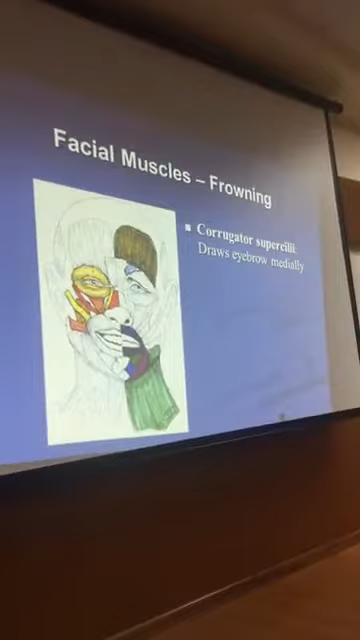 Facial Muscles – Frowning
Corrugator supercilii:
Draws eyebrow medially